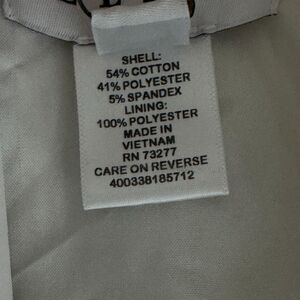 SHELL:
54% COTTON
41% POLYESTER
5% SPANDEX
LINING:
100% POLYESTER
MADE IN
VIETNAM
RN 73277
CARE ON REVERSE
400338185712